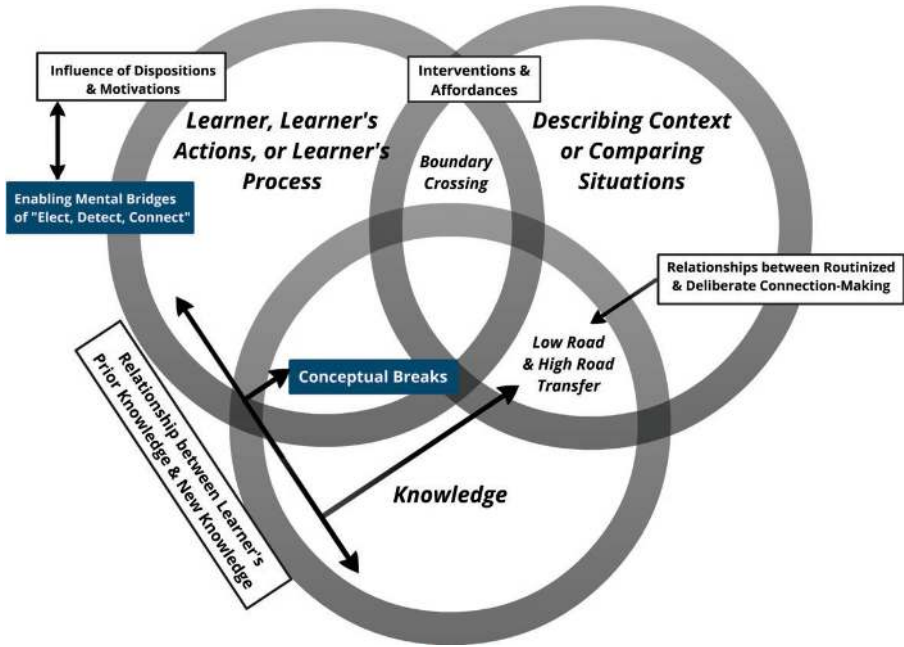 Influence of Dispositions
& Motivations
Interventions &
Affordances
Learner, Learner's
Actions, or Learner's
Process
Describing Context
or Comparing
Situations
Boundary
Crossing
Enabling Mental Bridges
of "Elect, Detect, Connect"
Relationships between Routinized
& Deliberate Connection-Making
Low Road
& High Road
Transfer
Conceptual Breaks
Relationship between Learner's
Prior Knowledge & New Knowledge
Knowledge